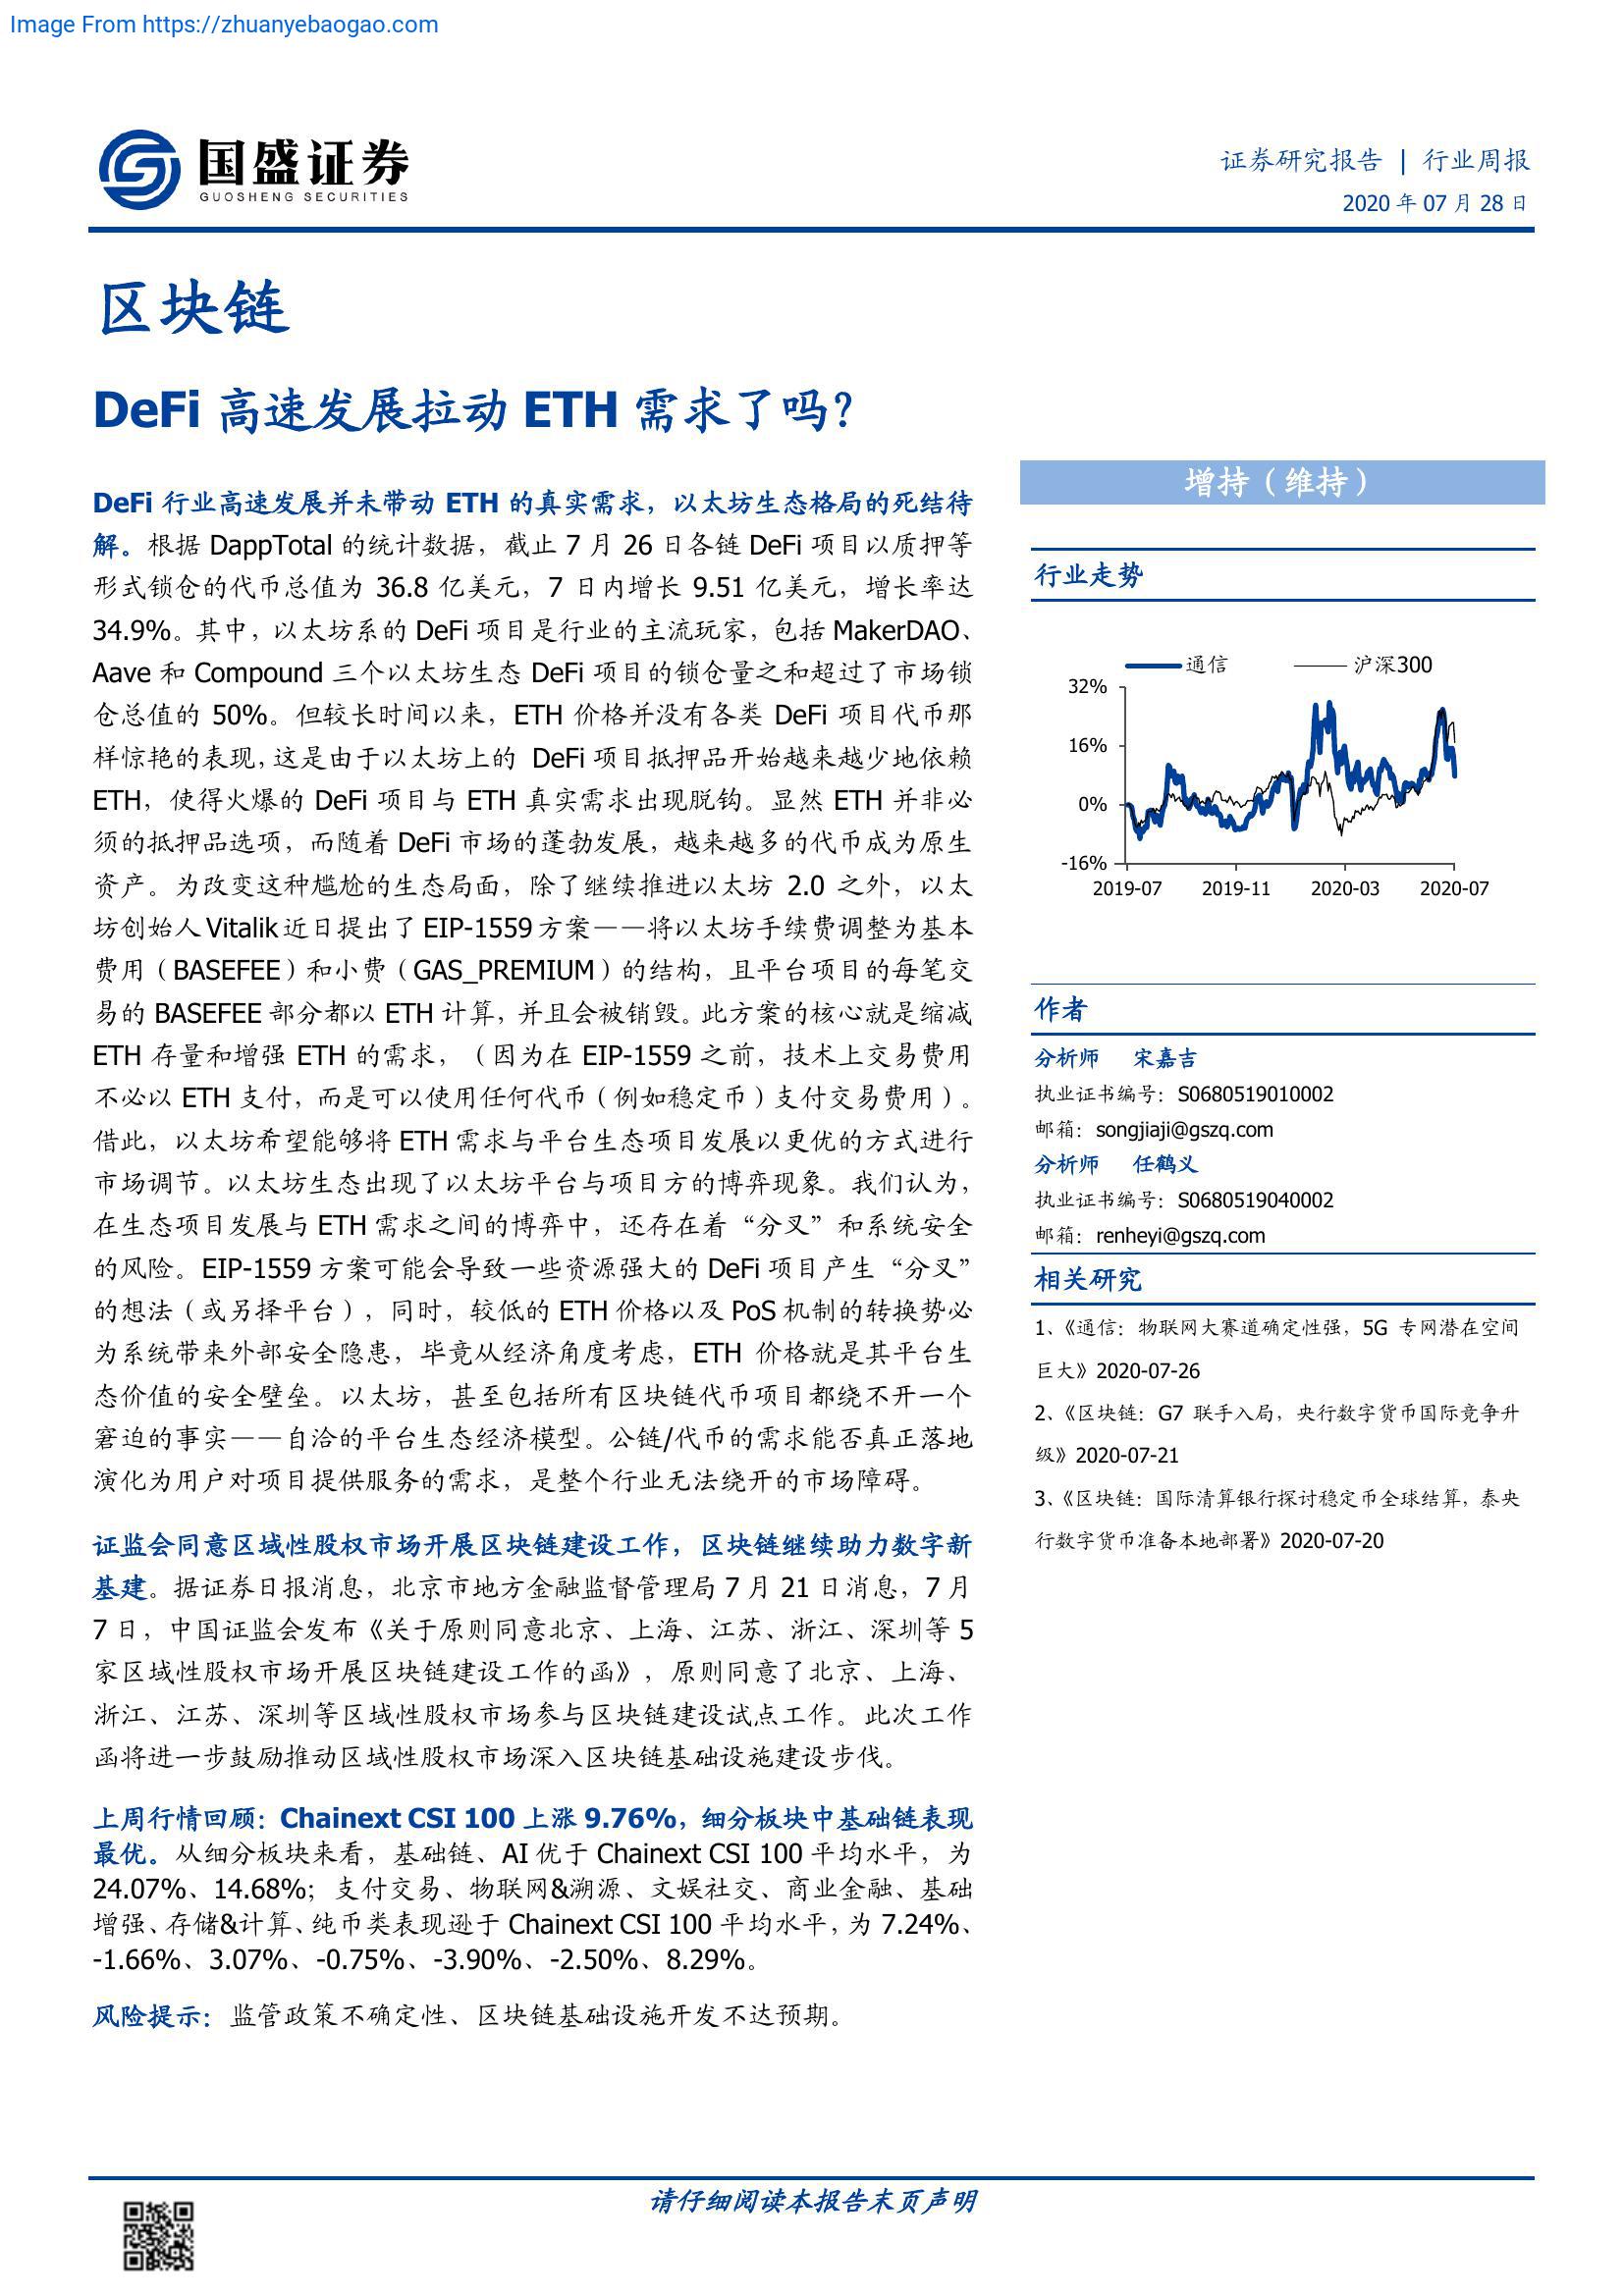 Image From https://zhuanyebaogao.com
国盛证券
GUOSHENG SECURITIES
证券研究报告 | 行业周报
2020 年 07 月 28 日
区块链
DeFi 高速发展拉动 ETH 需求了吗?
DeFi 行业高速发展并未带动 ETH 的真实需求，以太坊生态格局的死结待
解。根据 DappTotal 的统计数据，截止 7 月 26 日各链 DeFi 项目以质押等
形式锁仓的代币总值为 36.8 亿美元，7 日内增长 9.51 亿美元，增长率达
34.9%。其中，以太坊系的 DeFi 项目是行业的主流玩家，包括 MakerDAO、
Aave 和 Compound 三个以太坊生态 DeFi 项目的锁仓量之和超过了市场锁
仓总值的 50%。但较长时间以来，ETH 价格并没有各类 DeFi 项目代币那
样惊艳的表现，这是由于以太坊上的 DeFi 项目抵押品开始越来越少地依赖
ETH，使得火爆的 DeFi 项目与 ETH 真实需求出现脱钩。显然 ETH 并非必
须的抵押品选项，而随着 DeFi 市场的蓬勃发展，越来越多的代币成为原生
资产。为改变这种尴尬的生态局面，除了继续推进以太坊 2.0 之外，以太
坊创始人 Vitalik 近日提出了 EIP-1559 方案——将以太坊手续费调整为基本
费用（BASEFEE）和小费（GAS_PREMIUM）的结构，且平台项目的每笔交
易的 BASEFEE 部分都以 ETH 计算，并且会被销毁。此方案的核心就是缩减
ETH 存量和增强 ETH 的需求，（因为在 EIP-1559 之前，技术上交易费用
不必以 ETH 支付，而是可以使用任何代币（例如稳定币）支付交易费用）。
借此，以太坊希望能够将 ETH 需求与平台生态项目发展以更优的方式进行
市场调节。以太坊生态出现了以太坊平台与项目方的博弈现象。我们认为，
在生态项目发展与 ETH 需求之间的博弈中，还存在着“分叉”和系统安全
的风险。EIP-1559 方案可能会导致一些资源强大的 DeFi 项目产生“分叉”
的想法（或另择平台），同时，较低的 ETH 价格以及 PoS 机制的转换势必
为系统带来外部安全隐患，毕竟从经济角度考虑，ETH 价格就是其平台生
态价值的安全壁垒。以太坊，甚至包括所有区块链代币项目都绕不开一个
窘迫的事实——自洽的平台生态经济模型。公链/代币的需求能否真正落地
演化为用户对项目提供服务的需求，是整个行业无法绕开的市场障碍。
证监会同意区域性股权市场开展区块链建设工作，区块链继续助力数字新
基建。据证券日报消息，北京市地方金融监督管理局 7 月 21 日消息，7 月
7 日，中国证监会发布《关于原则同意北京、上海、江苏、浙江、深圳等 5
家区域性股权市场开展区块链建设工作的函》，原则同意了北京、上海、
浙江、江苏、深圳等区域性股权市场参与区块链建设试点工作。此次工作
函将进一步鼓励推动区域性股权市场深入区块链基础设施建设步伐。
上周行情回顾：Chainext CSI 100 上涨 9.76%，细分板块中基础链表现
最优。从细分板块来看，基础链、AI 优于 Chainext CSI 100 平均水平，为
24.07%、14.68%；支付交易、物联网&溯源、文娱社交、商业金融、基础
增强、存储&计算、纯币类表现逊于 Chainext CSI 100 平均水平，为 7.24%、
-1.66%、3.07%、-0.75%、-3.90%、-2.50%、8.29%。
风险提示：监管政策不确定性、区块链基础设施开发不达预期。
增持（维持）
行业走势
通信 沪深300
32%
16%
0%
-16%
2019-07 2019-11 2020-03 2020-07
作者
分析师 宋嘉吉
执业证书编号：S0680519010002
邮箱：songjiaji@gszq.com
分析师 任鹤义
执业证书编号：S0680519040002
邮箱：renheyi@gszq.com
相关研究
1、《通信：物联网大赛道确定性强，5G 专网潜在空间
巨大》2020-07-26
2、《区块链：G7 联手入局，央行数字货币国际竞争升
级》2020-07-21
3、《区块链：国际清算银行探讨稳定币全球结算，泰央
行数字货币准备本地部署》2020-07-20
请仔细阅读本报告末页声明